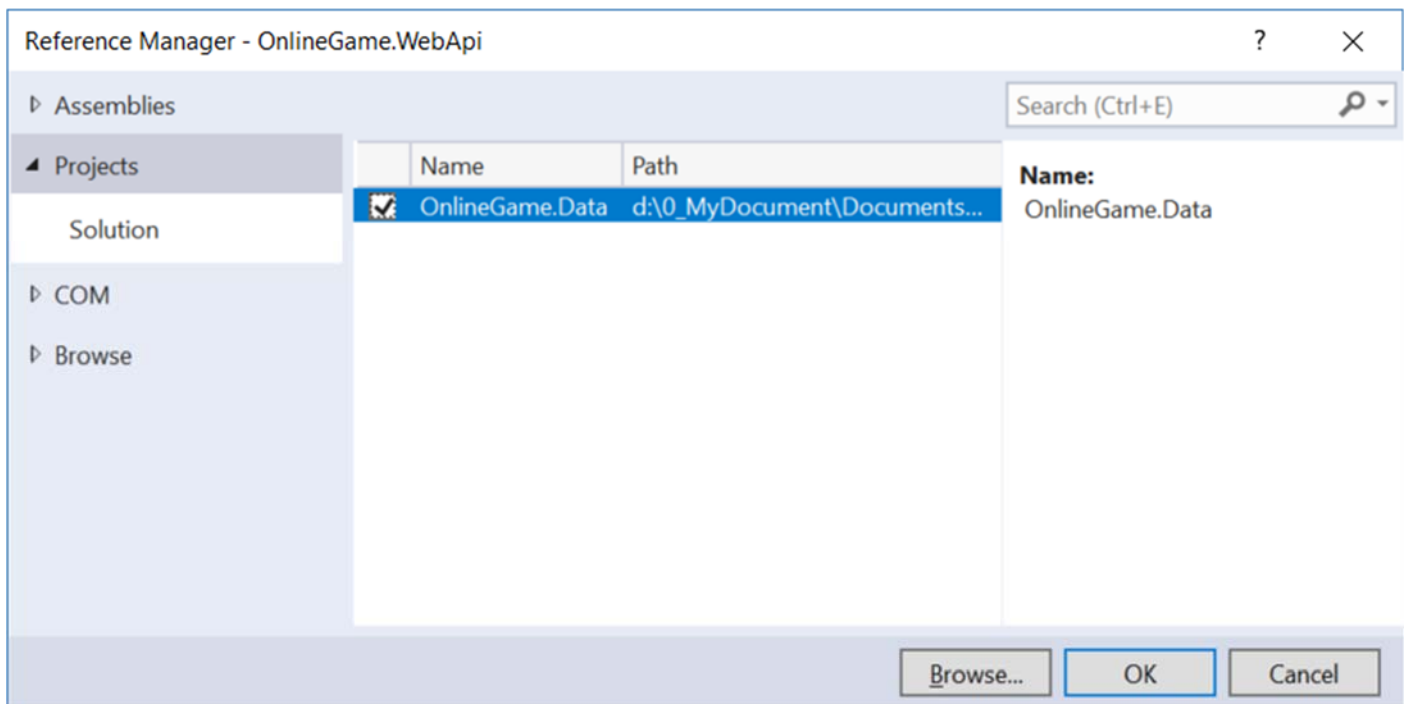 Reference Manager - OnlineGame.WebApi ?
Assemblies
Search (Ctrl+E)
Projects
Name Path
Name:
OnlineGame.Data d:\0_MyDocument\Documents...
OnlineGame.Data
Solution
COM
Browse
Browse... OK Cancel